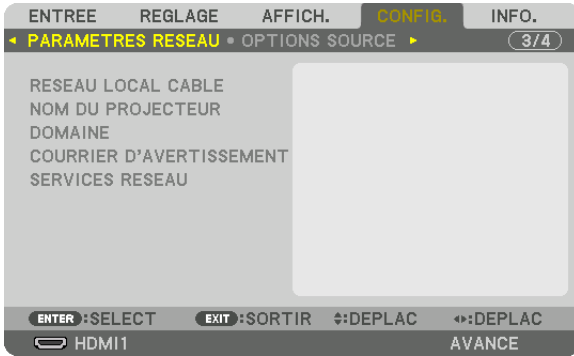 ENTREE REGLAGE AFFICH. CONFIG. INFO.
PARAMETRES RESEAU • OPTIONS SOURCE 3/4
RESEAU LOCAL CABLE
NOM DU PROJECTEUR
DOMAINE
COURRIER D'AVERTISSEMENT
SERVICES RESEAU
ENTER :SELECT EXIT :SORTIR :DEPLAC :DEPLAC
HDMI1 AVANCE